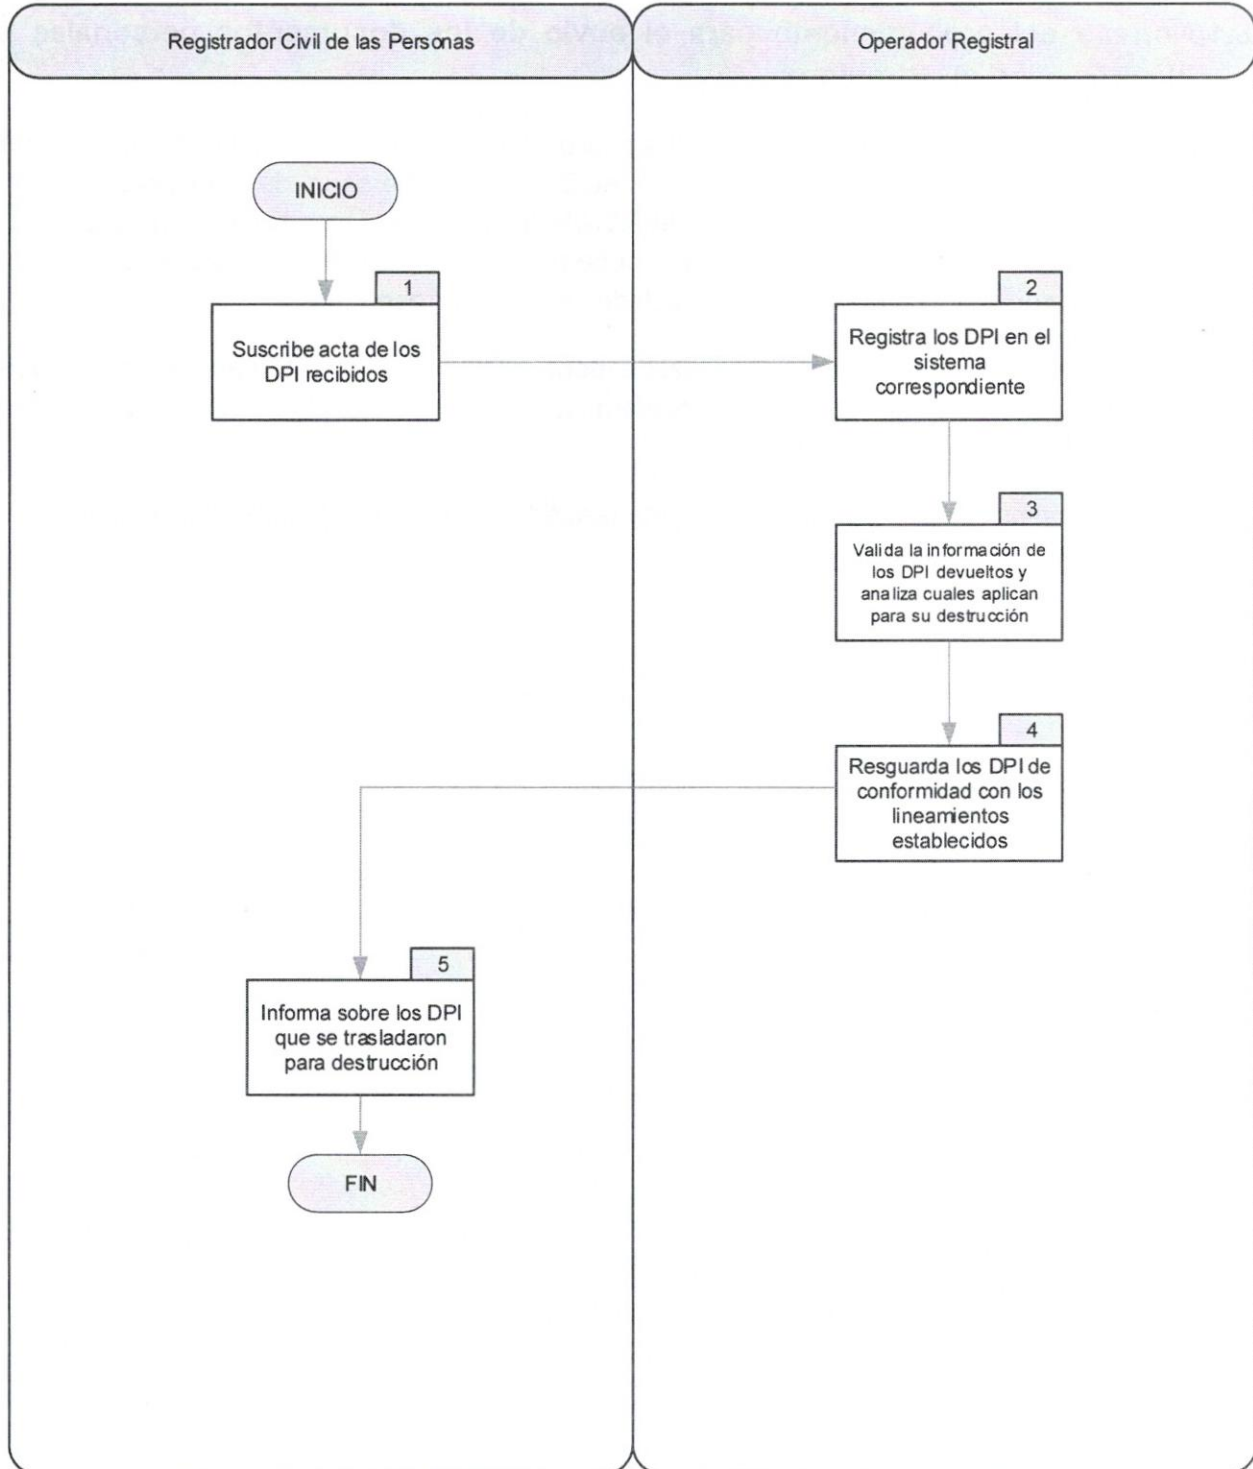 Registrador Civil de las Personas
Operador Registral
INICIO
1
Suscribe acta de los
DPI recibidos
2
Registra los DPI en el
sistema
correspondiente
3
Valida la información de
los DPI devueltos y
analiza cuales aplican
para su destrucción
4
Resguarda los DPI de
conformidad con los
lineamientos
establecidos
5
Informa sobre los DPI
que se trasladaron
para destrucción
FIN